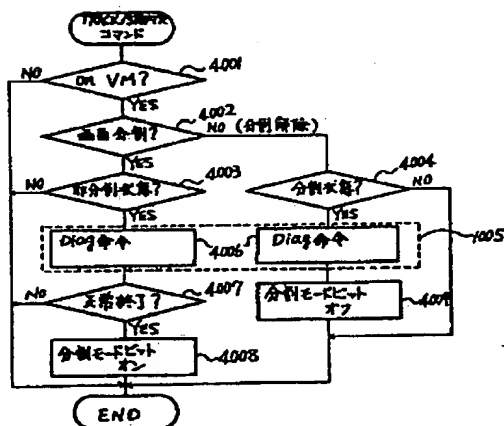 コマンド
4001
NO
on VM?
YES
4002
画面分割?
NO (分割解除)
YES
4003
NO
非分割状態?
YES
4004
分割状態?
NO
YES
4005
Diag命令
4006
Diag命令
4007
NO
正常終了?
YES
分割モードビット
オフ
4009
分割モードビット
オン
4008
END